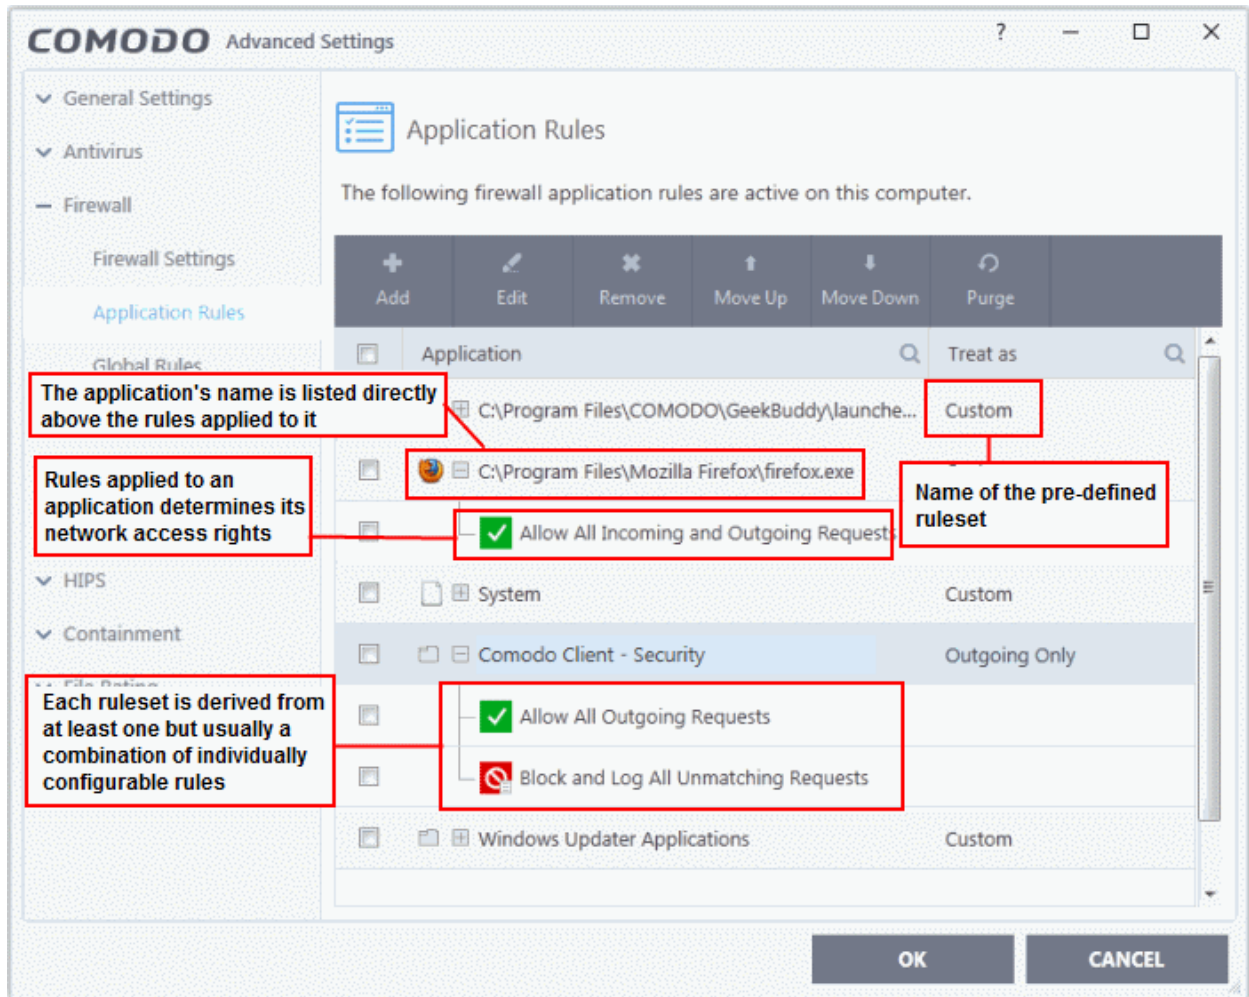 COMODO Advanced Settings
General Settings
Antivirus
Firewall
Firewall Settings
Application Rules
Global Rules
HIPS
Containment
File Rating
Application Rules
The following firewall application rules are active on this computer.
Add Edit Remove Move Up Move Down Purge
Application Treat as
C:\Program Files\COMODO\GeekBuddy\launche... Custom
C:\Program Files\Mozilla Firefox\firefox.exe
Allow All Incoming and Outgoing Requests
System Custom
Comodo Client - Security Outgoing Only
Allow All Outgoing Requests
Block and Log All Unmatching Requests
Windows Updater Applications Custom
The application's name is listed directly
above the rules applied to it
Rules applied to an
application determines its
network access rights
Name of the pre-defined
ruleset
Each ruleset is derived from
at least one but usually a
combination of individually
configurable rules
OK CANCEL